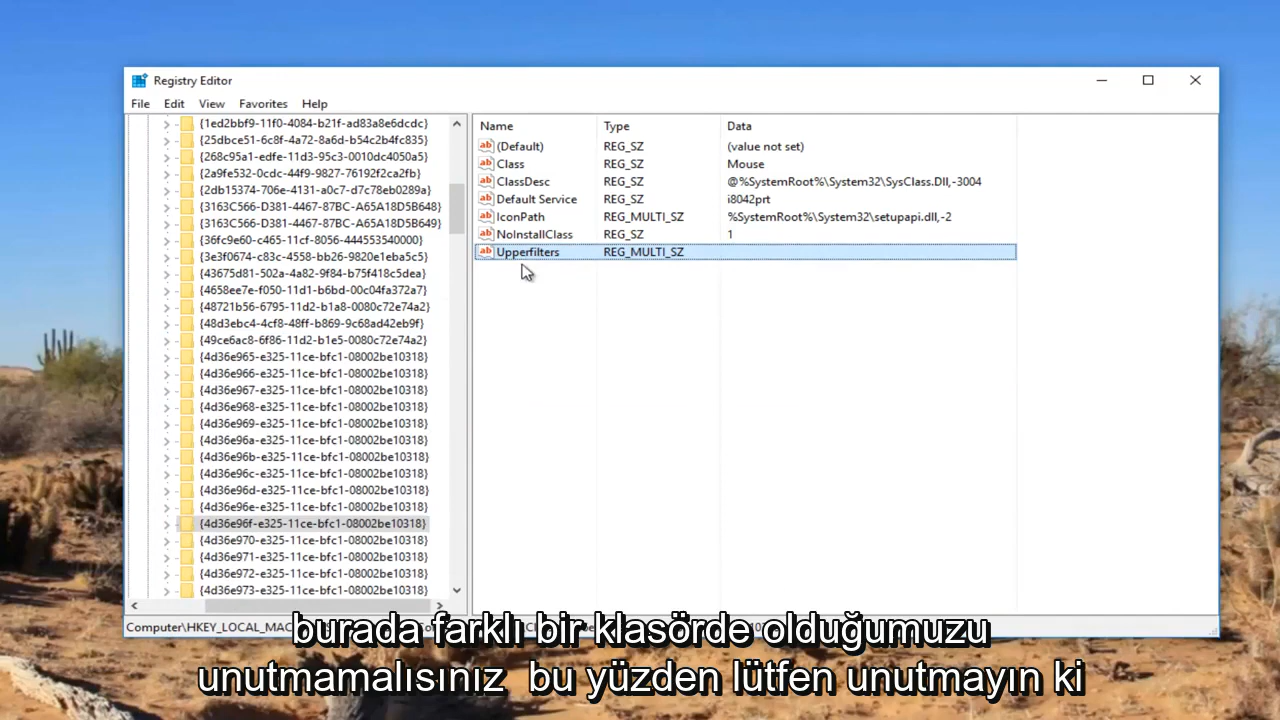 Registry Editor
File Edit View Favorites Help
{1ed2bbf9-11f0-4084-b21f-ad83a8e6dcdc}
{25dbce51-6c8f-4a72-8a6d-b54c2b4fc835}
{268c95a1-edfe-11d3-95c3-0010dc4050a5}
{2a9fe532-0cdc-44f9-9827-76192f2ca2fb}
{2db15374-706e-4131-a0c7-d7c78eb0289a}
{3163C566-D381-4467-87BC-A65A18D5B648}
{3163C566-D381-4467-87BC-A65A18D5B649}
{36fc9e60-c465-11cf-8056-444553540000}
{3e3f0674-c83c-4558-bb26-9820e1eba5c5}
{43675d81-502a-4a82-9f84-b75f418c5dea}
{4658ee7e-f050-11d1-b6bd-00c04fa372a7}
{48721b56-6795-11d2-b1a8-0080c72e74a2}
{48d3ebc4-4cf8-48ff-b869-9c68ad42eb9f}
{49ce6ac8-6f86-11d2-b1e5-0080c72e74a2}
{4d36e965-e325-11ce-bfc1-08002be10318}
{4d36e966-e325-11ce-bfc1-08002be10318}
{4d36e967-e325-11ce-bfc1-08002be10318}
{4d36e968-e325-11ce-bfc1-08002be10318}
{4d36e969-e325-11ce-bfc1-08002be10318}
{4d36e96a-e325-11ce-bfc1-08002be10318}
{4d36e96b-e325-11ce-bfc1-08002be10318}
{4d36e96c-e325-11ce-bfc1-08002be10318}
{4d36e96d-e325-11ce-bfc1-08002be10318}
{4d36e96e-e325-11ce-bfc1-08002be10318}
{4d36e96f-e325-11ce-bfc1-08002be10318}
{4d36e970-e325-11ce-bfc1-08002be10318}
{4d36e971-e325-11ce-bfc1-08002be10318}
{4d36e972-e325-11ce-bfc1-08002be10318}
{4d36e973-e325-11ce-bfc1-08002be10318}
Name Type Data
(Default) REG_SZ (value not set)
Class REG_SZ Mouse
ClassDesc REG_SZ @%SystemRoot%\System32\SysClass.Dll,-3004
Default Service REG_SZ i8042prt
IconPath REG_MULTI_SZ %SystemRoot%\System32\setupapi.dll,-2
NoInstallClass REG_SZ 1
Upperfilters REG_MULTI_SZ
Computer\HKEY_LOCAL_MAC
burada farklı bir klasörde olduğumuzu
unutmamalısınız bu yüzden lütfen unutmayın ki